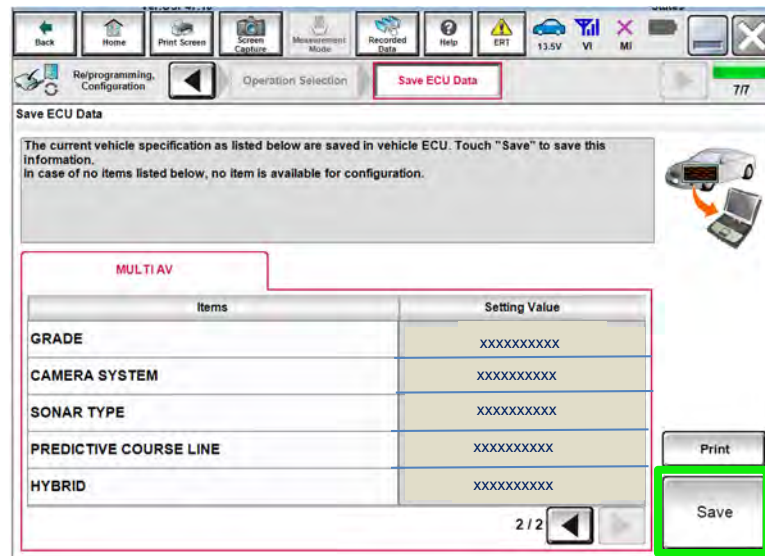 Back
Home
Print Screen
Screen Capture
Measurement Mode
Recorded Data
Help
ERT
13.5V
VI
MI
Re/programming, Configuration
Operation Selection
Save ECU Data
7/7
Save ECU Data
The current vehicle specification as listed below are saved in vehicle ECU. Touch "Save" to save this
information.
In case of no items listed below, no item is available for configuration.
MULTI AV
Items
Setting Value
GRADE
XXXXXXXXXX
CAMERA SYSTEM
XXXXXXXXXX
SONAR TYPE
XXXXXXXXXX
PREDICTIVE COURSE LINE
XXXXXXXXXX
HYBRID
XXXXXXXXXX
Print
2/2
Save